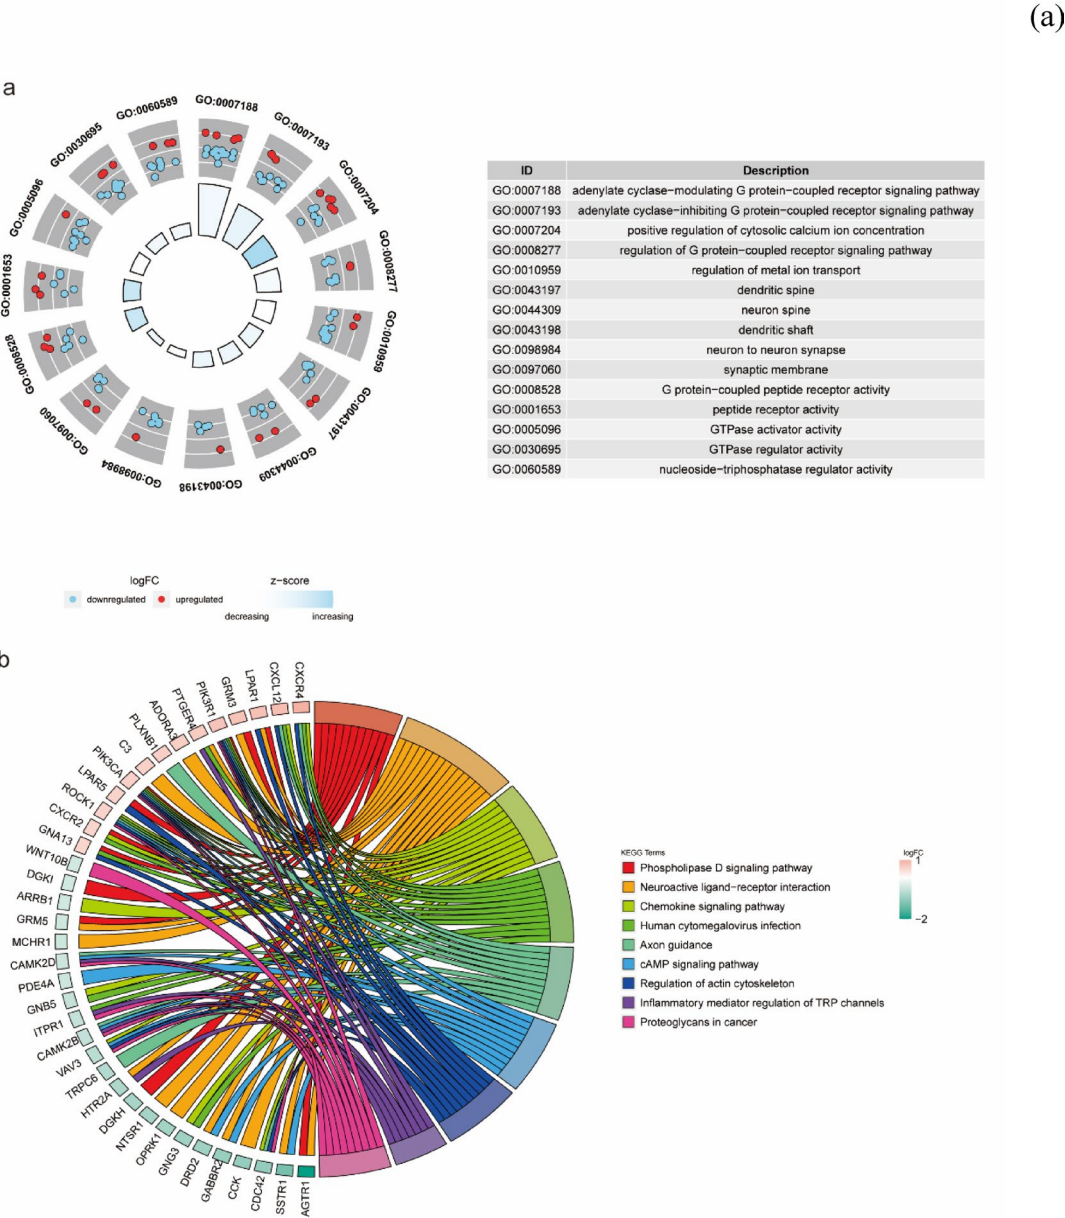 (a)
a
GO:0007188
GO:0007193
GO:0007204
GO:0008277
GO:0010959
GO:0043197
GO:0044309
GO:0043198
GO:0098984
GO:0097060
GO:0008528
GO:0001653
GO:0005096
GO:0030695
GO:0060589
ID Description
GO:0007188 adenylate cyclase−modulating G protein−coupled receptor signaling pathway
GO:0007193 adenylate cyclase−inhibiting G protein−coupled receptor signaling pathway
GO:0007204 positive regulation of cytosolic calcium ion concentration
GO:0008277 regulation of G protein−coupled receptor signaling pathway
GO:0010959 regulation of metal ion transport
GO:0043197 dendritic spine
GO:0044309 neuron spine
GO:0043198 dendritic shaft
GO:0098984 neuron to neuron synapse
GO:0097060 synaptic membrane
GO:0008528 G protein−coupled peptide receptor activity
GO:0001653 peptide receptor activity
GO:0005096 GTPase activator activity
GO:0030695 GTPase regulator activity
GO:0060589 nucleoside−triphosphatase regulator activity
logFC
downregulated upregulated
z−score
decreasing increasing
b
CXCR4
CXCL12
LPAR1
GRM3
PIK3R1
PTGER4
ADORA3
PLXNB1
C3
PIK3CA
LPAR5
ROCK1
CXCR2
GNA13
WNT10B
DGKI
ARRB1
GRM5
MCHR1
CAMK2D
PDE4A
GNB5
ITPR1
CAMK2B
VAV3
TRPC6
HTR2A
DGKH
NTSR1
OPRK1
GNG3
DRD2
GABBR2
CCK
CDC42
SSTR1
AGTR1
KEGG Terms
Phospholipase D signaling pathway
Neuroactive ligand−receptor interaction
Chemokine signaling pathway
Human cytomegalovirus infection
Axon guidance
cAMP signaling pathway
Regulation of actin cytoskeleton
Inflammatory mediator regulation of TRP channels
Proteoglycans in cancer
logFC
1
−2